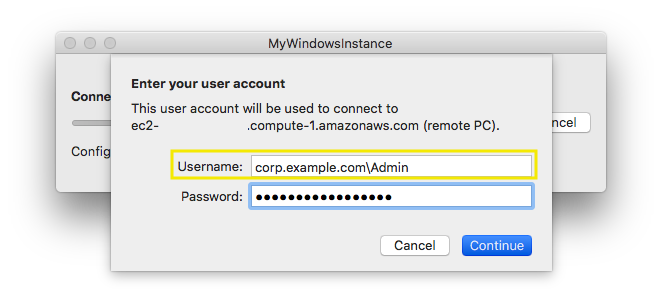 MyWindowsInstance
Enter your user account
This user account will be used to connect to
ec2- .compute-1.amazonaws.com (remote PC).
Conne
ncel
Config
Username: corp.example.com\Admin
Password: ●●●●●●●●●●●●●●●●●
Cancel Continue